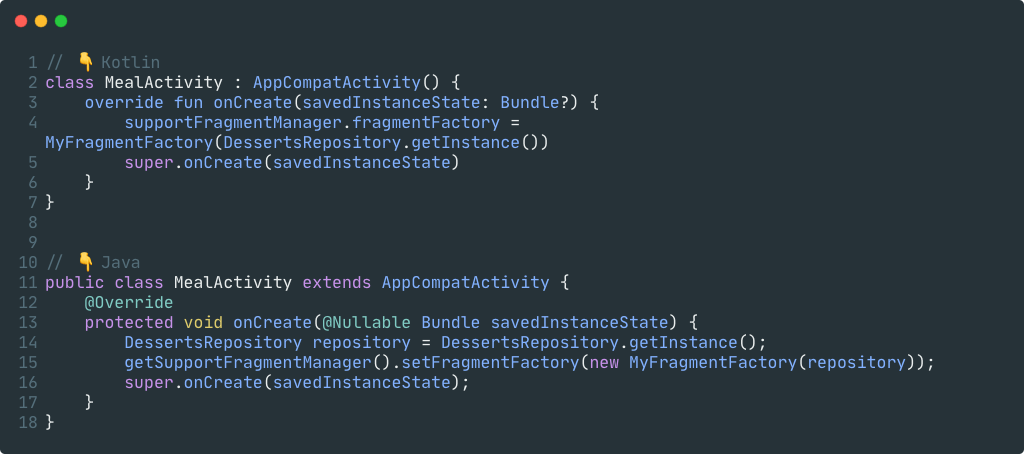 1 // 👇 Kotlin
2 class MealActivity : AppCompatActivity() {
3     override fun onCreate(savedInstanceState: Bundle?) {
4         supportFragmentManager.fragmentFactory =
MyFragmentFactory(DessertsRepository.getInstance())
5         super.onCreate(savedInstanceState)
6     }
7 }
8
9
10 // 👇 Java
11 public class MealActivity extends AppCompatActivity {
12     @Override
13     protected void onCreate(@Nullable Bundle savedInstanceState) {
14         DessertsRepository repository = DessertsRepository.getInstance();
15         getSupportFragmentManager().setFragmentFactory(new MyFragmentFactory(repository));
16         super.onCreate(savedInstanceState);
17     }
18 }